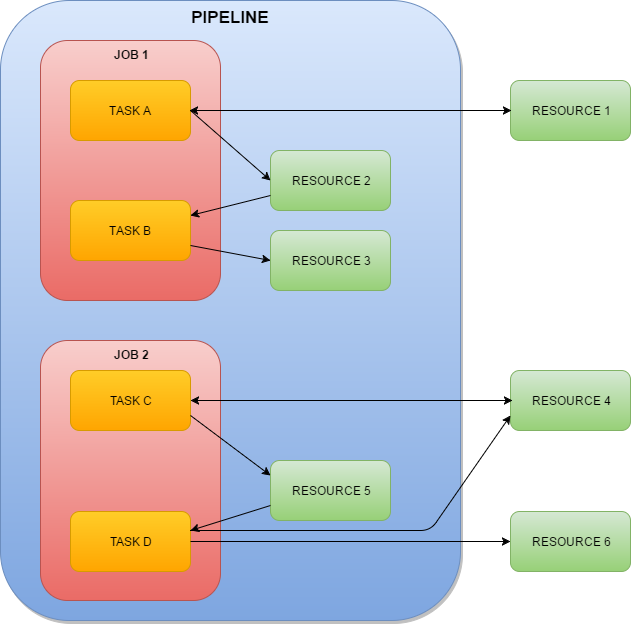 PIPELINE
JOB 1
TASK A
RESOURCE 1
RESOURCE 2
TASK B
RESOURCE 3
JOB 2
TASK C
RESOURCE 4
RESOURCE 5
TASK D
RESOURCE 6